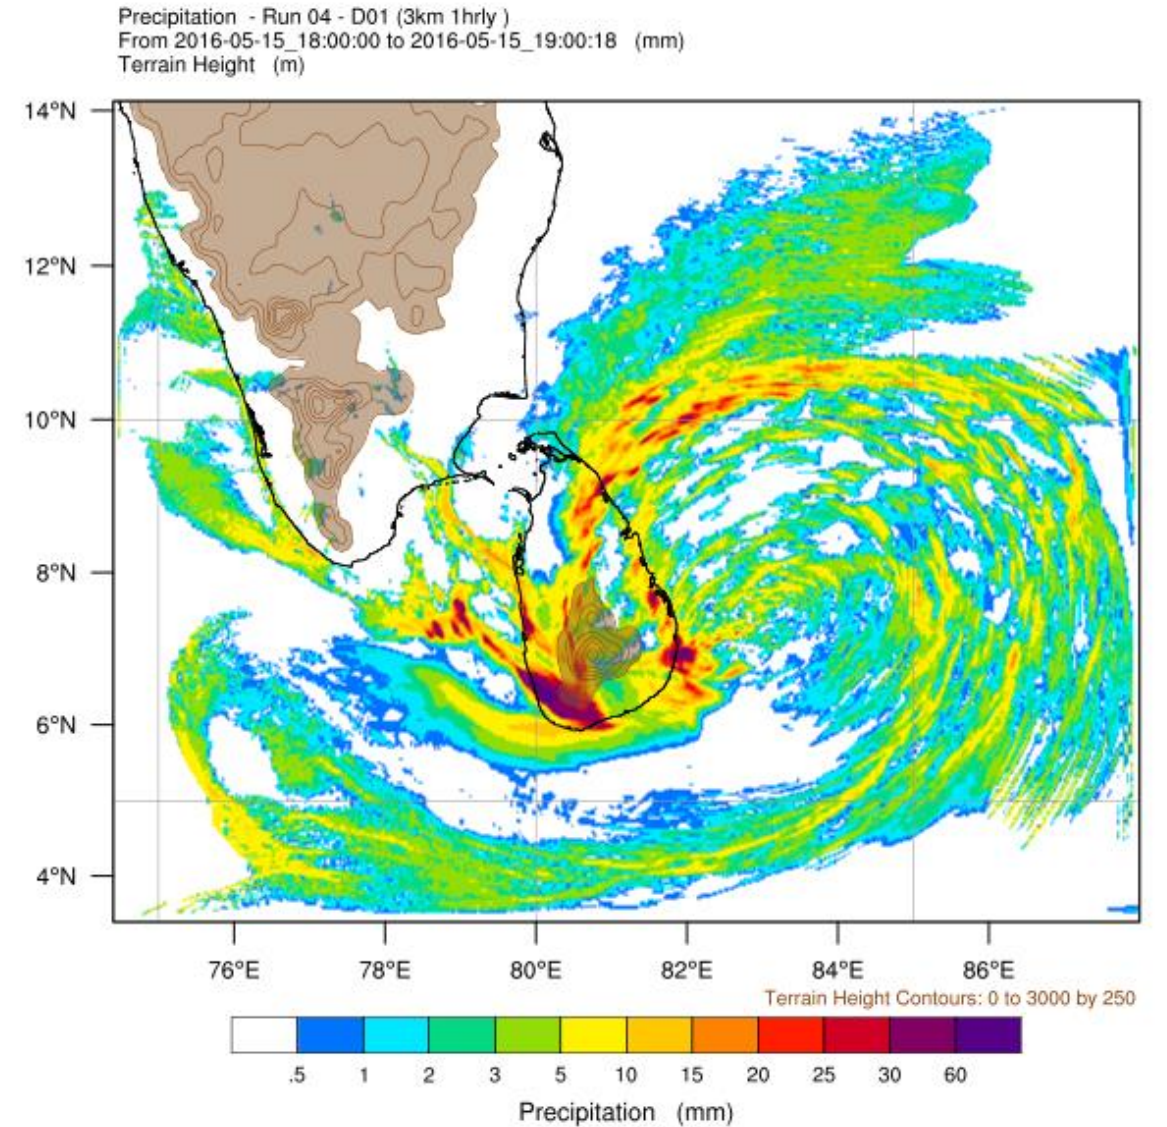 Precipitation - Run 04 - D01 (3km 1hrly )
From 2016-05-15_18:00:00 to 2016-05-15_19:00:18 (mm)
Terrain Height (m)
14°N
12°N
10°N
8°N
6°N
4°N
76°E 78°E 80°E 82°E 84°E 86°E
Terrain Height Contours: 0 to 3000 by 250
.5 1 2 3 5 10 15 20 25 30 60
Precipitation (mm)